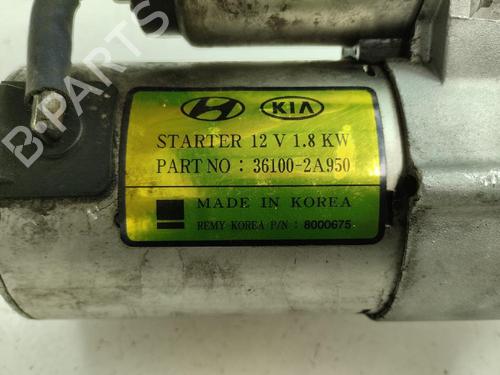 KIA
STARTER 12 V 1.8 KW
PART NO : 36100-2A950
MADE IN KOREA
REMY KOREA P/N : 8000675
B-PARTS